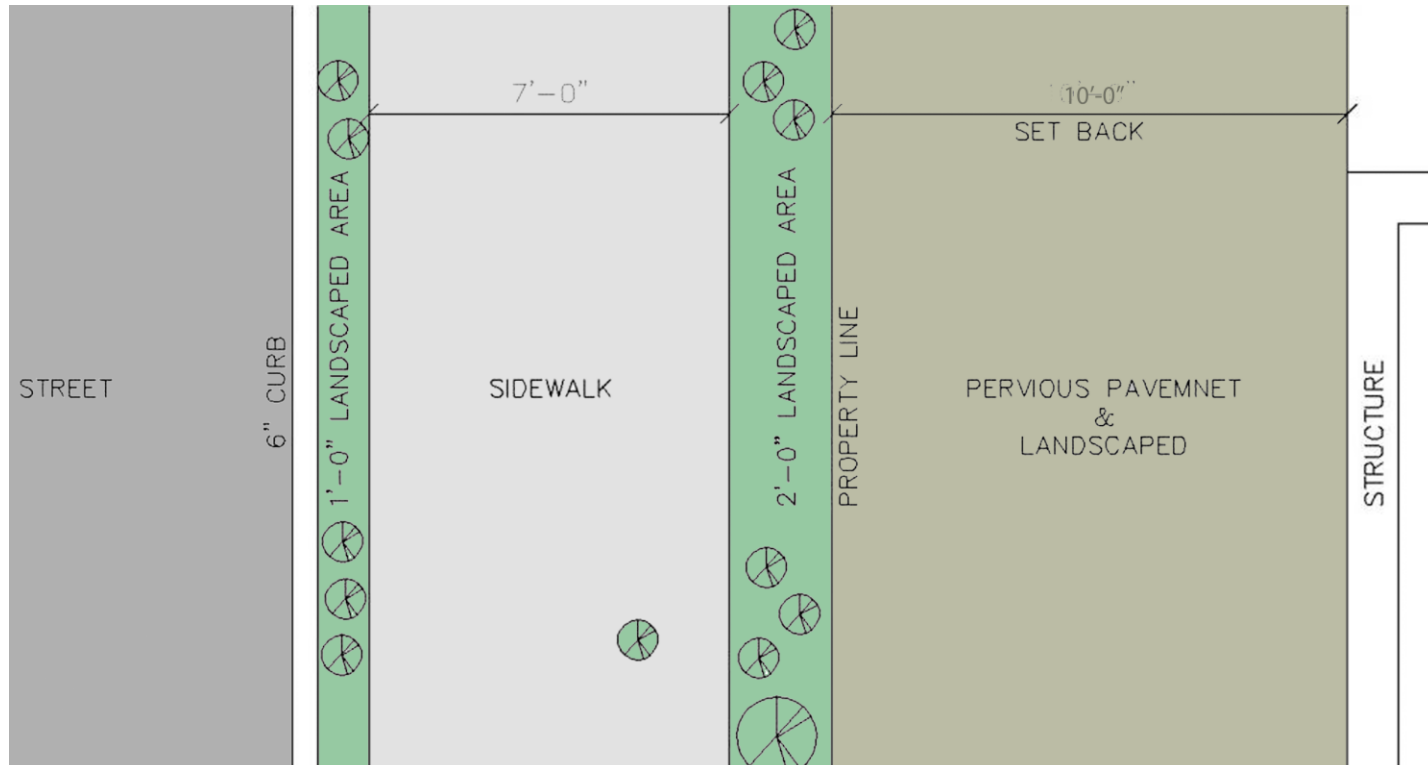 STREET
6" CURB
1'-0" LANDSCAPED AREA
7'-0"
SIDEWALK
2'-0" LANDSCAPED AREA
PROPERTY LINE
10'-0"
SET BACK
PERVIOUS PAVEMNET
&
LANDSCAPED
STRUCTURE